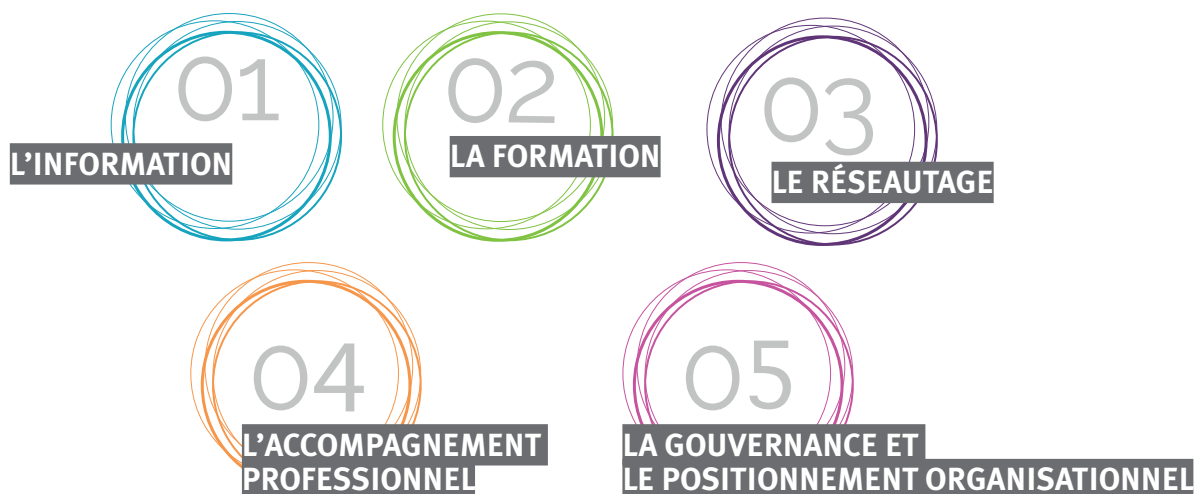 01
L’INFORMATION
02
LA FORMATION
03
LE RÉSEAUTAGE
04
L’ACCOMPAGNEMENT
PROFESSIONNEL
05
LA GOUVERNANCE ET
LE POSITIONNEMENT ORGANISATIONNEL